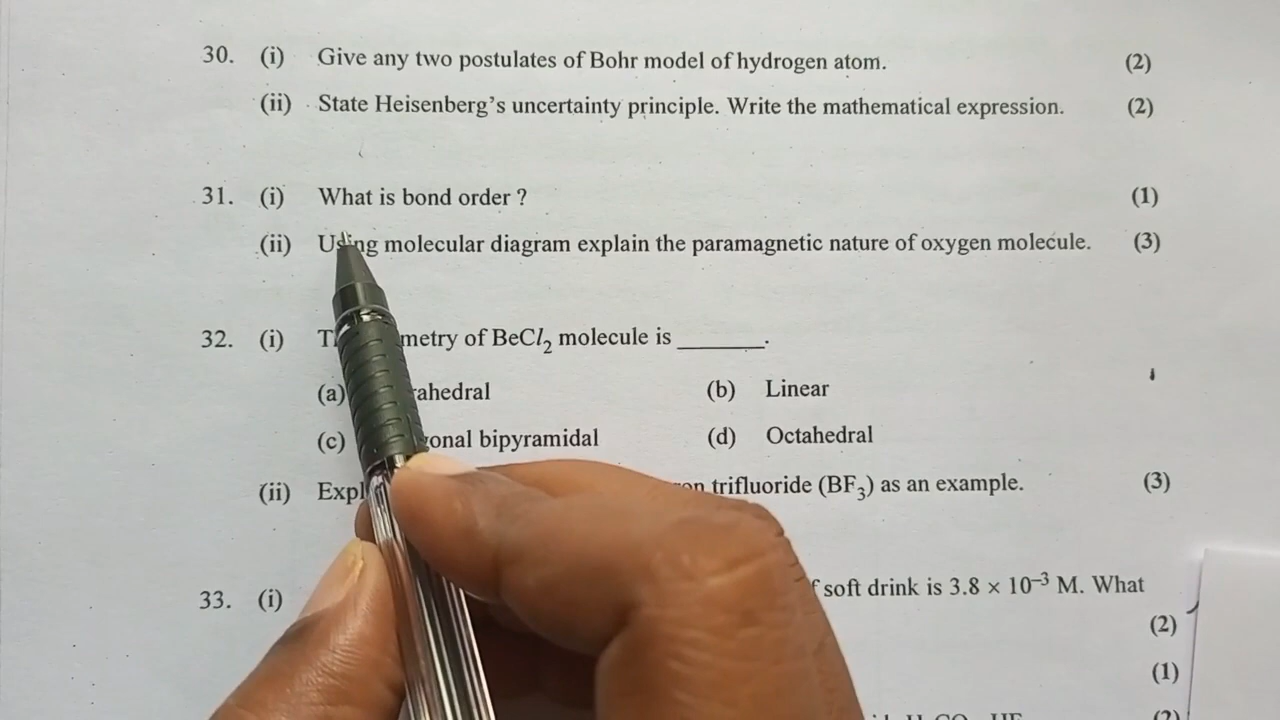 30. (i) Give any two postulates of Bohr model of hydrogen atom. (2)
(ii) State Heisenberg's uncertainty principle. Write the mathematical expression. (2)
31. (i) What is bond order ? (1)
(ii) Using molecular diagram explain the paramagnetic nature of oxygen molecule. (3)
32. (i) metry of BeCl₂ molecule is ______.
(a) ahedral (b) Linear
(c) onal bipyramidal (d) Octahedral
(ii) Expl trifluoride (BF₃) as an example. (3)
33. (i) soft drink is 3.8 × 10⁻³ M. What
(2)
(1)